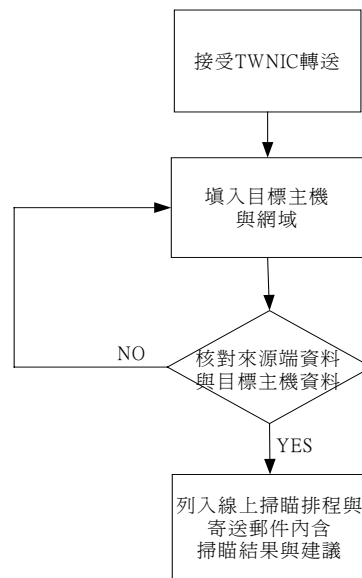 接受TWNIC轉送
填入目標主機
與網域
核對來源端資料
與目標主機資料
NO
YES
列入線上掃瞄排程與
寄送郵件內含
掃瞄結果與建議